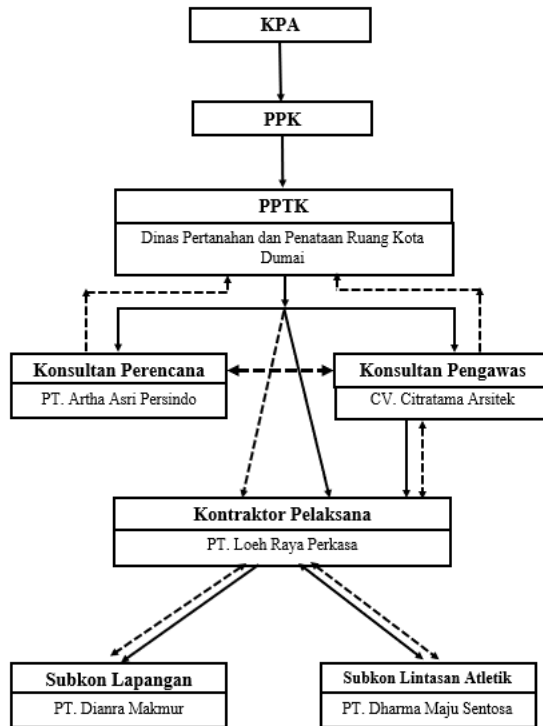 KPA
PPK
PPTK
Dinas Pertanahan dan Penataan Ruang Kota
Dumai
Konsultan Perencana
PT. Artha Asri Persindo
Konsultan Pengawas
CV. Citratama Arsitek
Kontraktor Pelaksana
PT. Loeh Raya Perkasa
Subkon Lapangan
PT. Dianra Makmur
Subkon Lintasan Atletik
PT. Dharma Maju Sentosa